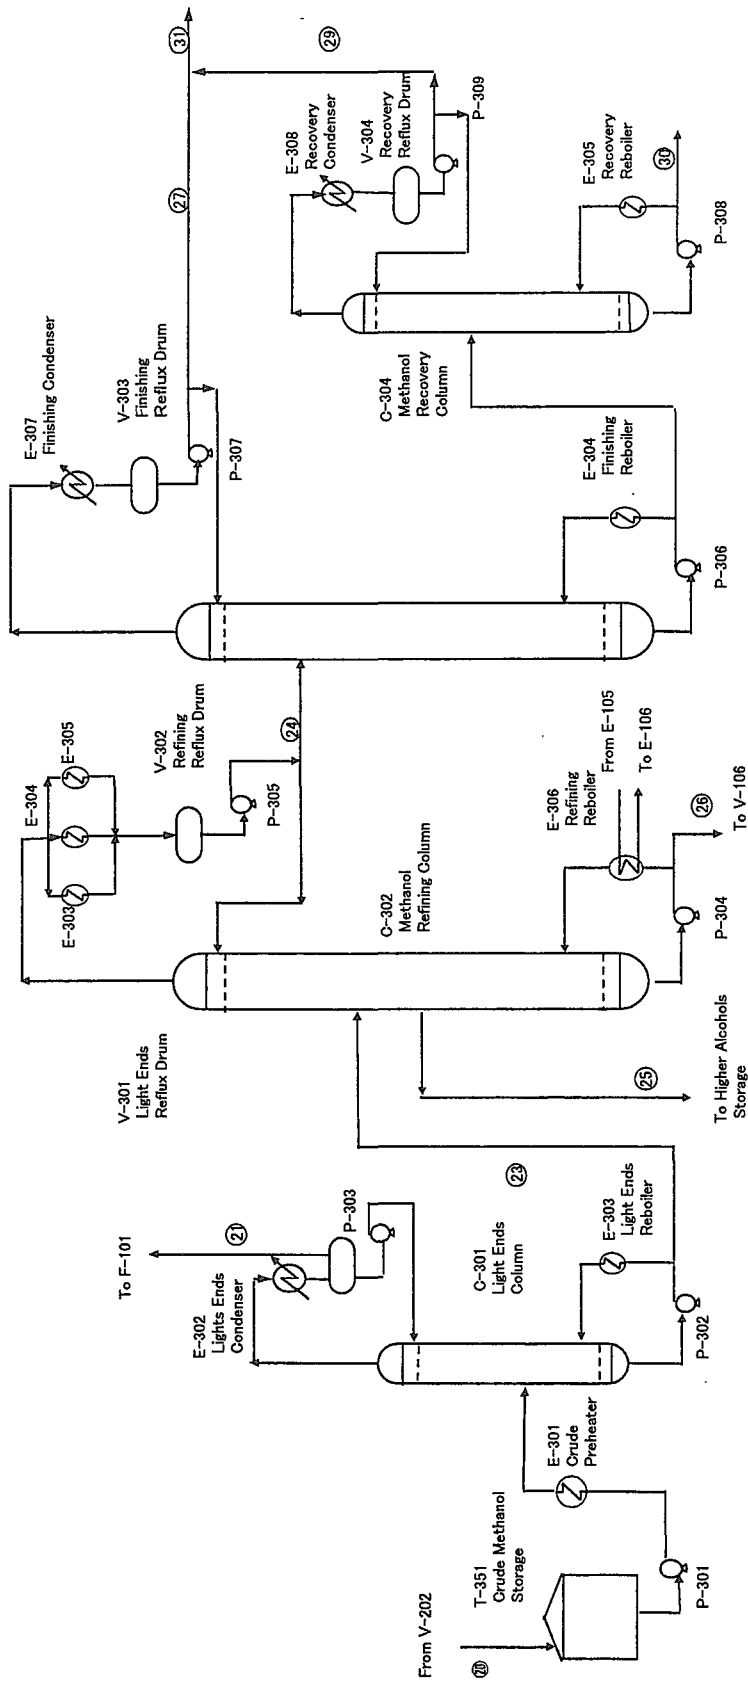 From V-202
⑳
T-351
Crude Methanol
Storage
P-301
E-301
Crude
Preheater
To F-101
㉑
E-302
Lights Ends
Condenser
V-301
Light Ends
Reflux Drum
P-303
C-301
Light Ends
Column
E-303
Light Ends
Reboiler
P-302
㉓
To Higher Alcohols
Storage
㉕
E-303
E-304
E-305
V-302
Refining
Reflux Drum
P-305
C-302
Methanol
Refining Column
E-306
Refining
Reboiler
From E-105
To E-106
P-304
㉖
To V-106
㉔
E-307
Finishing Condenser
V-303
Finishing
Reflux Drum
P-307
E-304
Finishing
Reboiler
P-306
C-304
Methanol
Recovery
Column
E-308
Recovery
Condenser
V-304
Recovery
Reflux Drum
P-309
E-305
Recovery
Reboiler
P-308
㉚
㉗
㉙
㉛